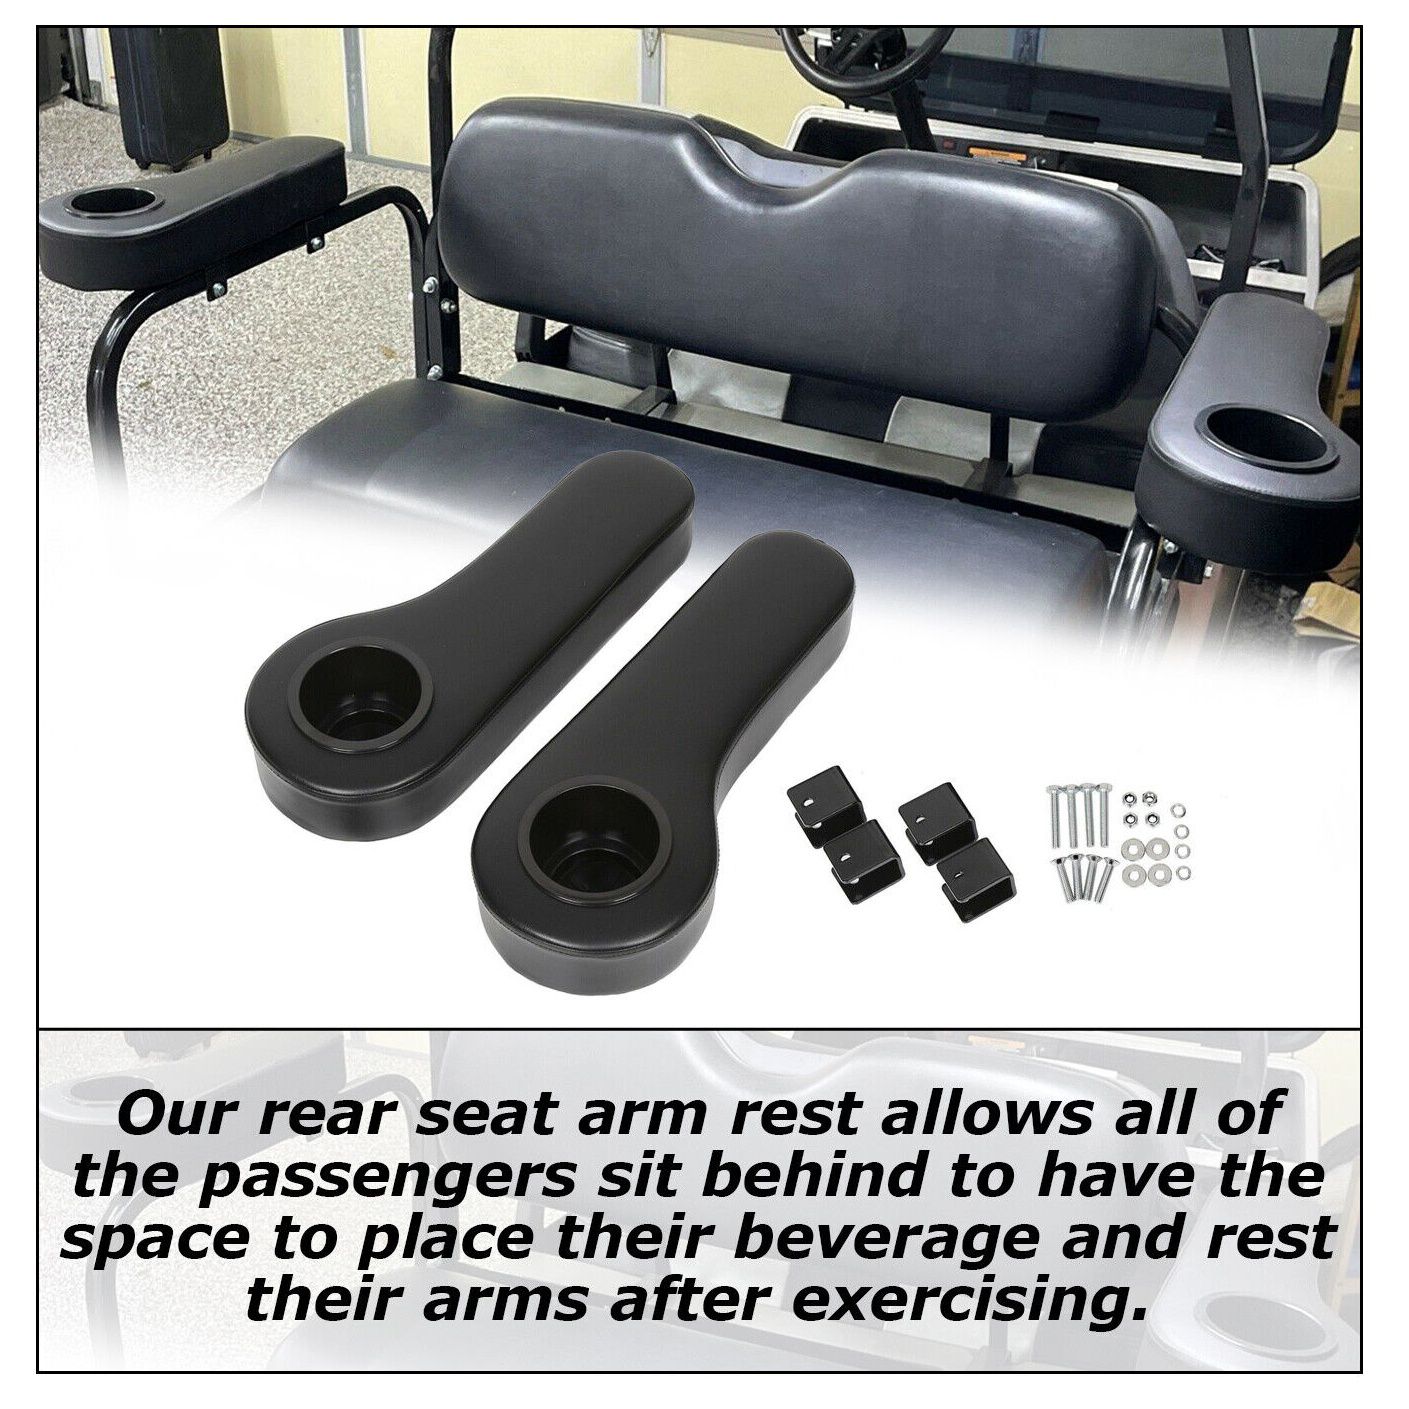 Our rear seat arm rest allows all of
the passengers sit behind to have the
space to place their beverage and rest
their arms after exercising.